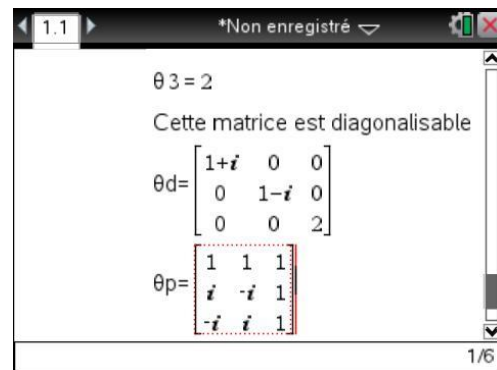 1.1 *Non enregistré
θ3=2
Cette matrice est diagonalisable
θd=[1+i 0 0
0 1-i 0
0 0 2]
θp=[1 1 1
i -i 1
-i i 1]
1/6